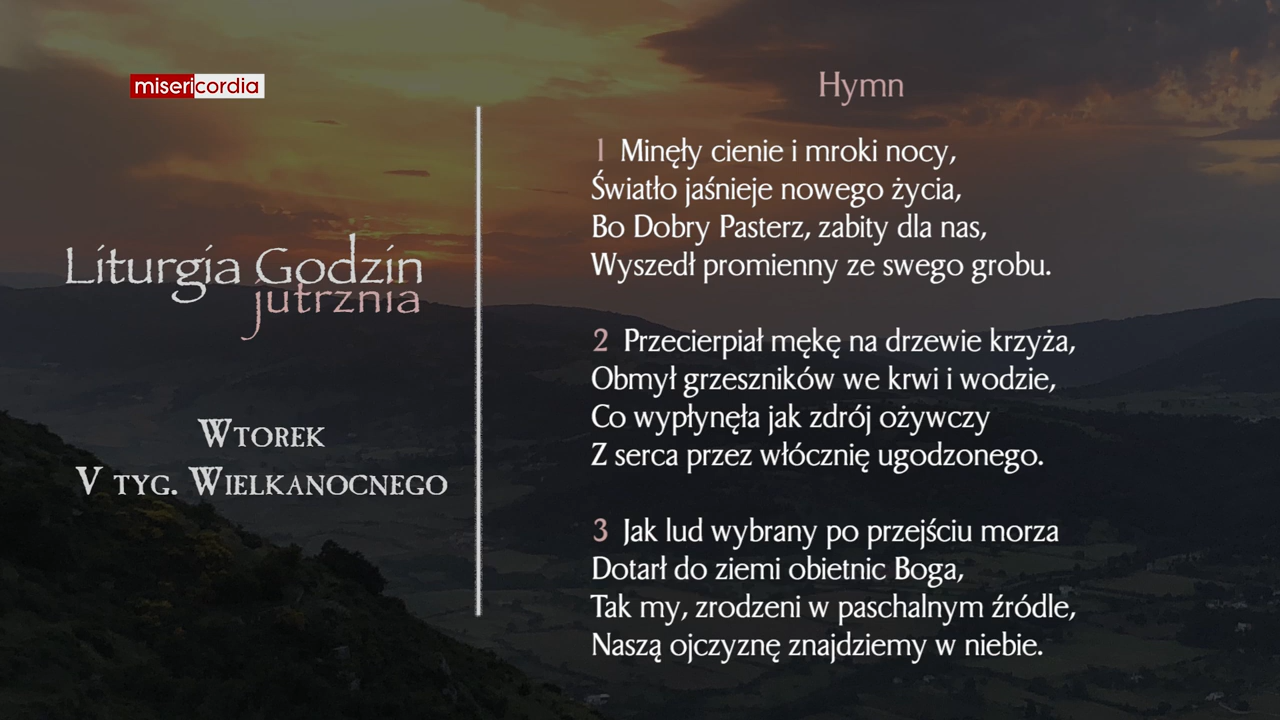 misericordia
Liturgia Godzin
jutrznia
Wtorek
V tyg. Wielkanocnego
Hymn
1 Minęły cienie i mroki nocy,
Światło jaśnieje nowego życia,
Bo Dobry Pasterz, zabity dla nas,
Wyszedł promienny ze swego grobu.
2 Przecierpiał mękę na drzewie krzyża,
Obmył grzeszników we krwi i wodzie,
Co wypłynęła jak zdrój ożywczy
Z serca przez włócznię ugodzonego.
3 Jak lud wybrany po przejściu morza
Dotarł do ziemi obietnic Boga,
Tak my, zrodzeni w paschalnym źródle,
Naszą ojczyznę znajdziemy w niebie.